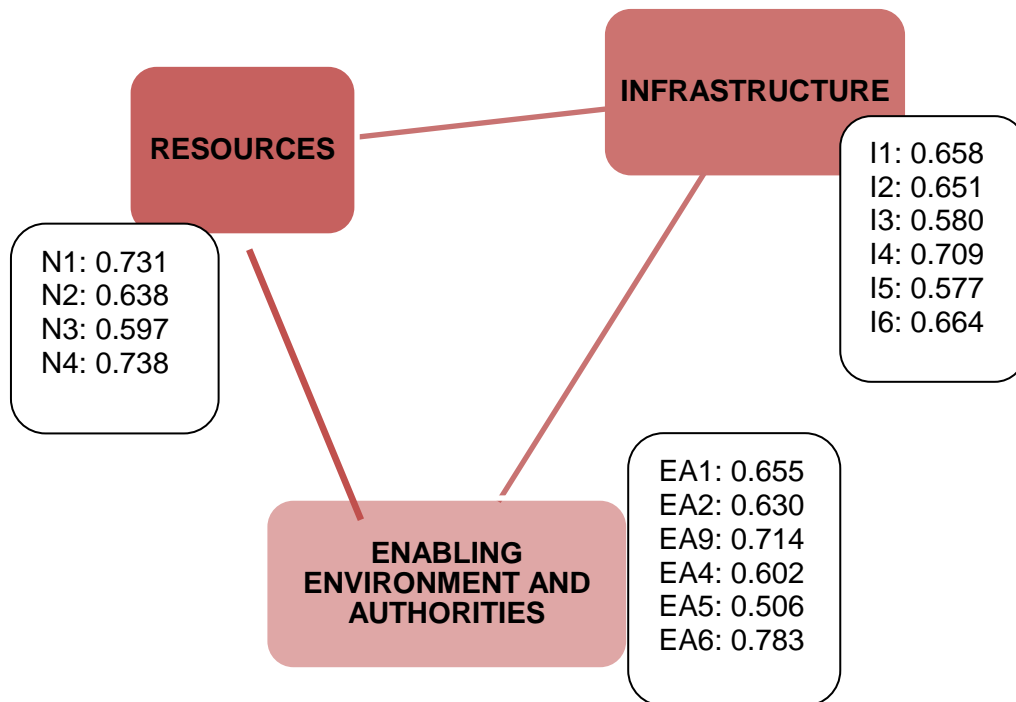 RESOURCES
INFRASTRUCTURE
N1: 0.731
N2: 0.638
N3: 0.597
N4: 0.738
I1: 0.658
I2: 0.651
I3: 0.580
I4: 0.709
I5: 0.577
I6: 0.664
ENABLING
ENVIRONMENT AND
AUTHORITIES
EA1: 0.655
EA2: 0.630
EA9: 0.714
EA4: 0.602
EA5: 0.506
EA6: 0.783